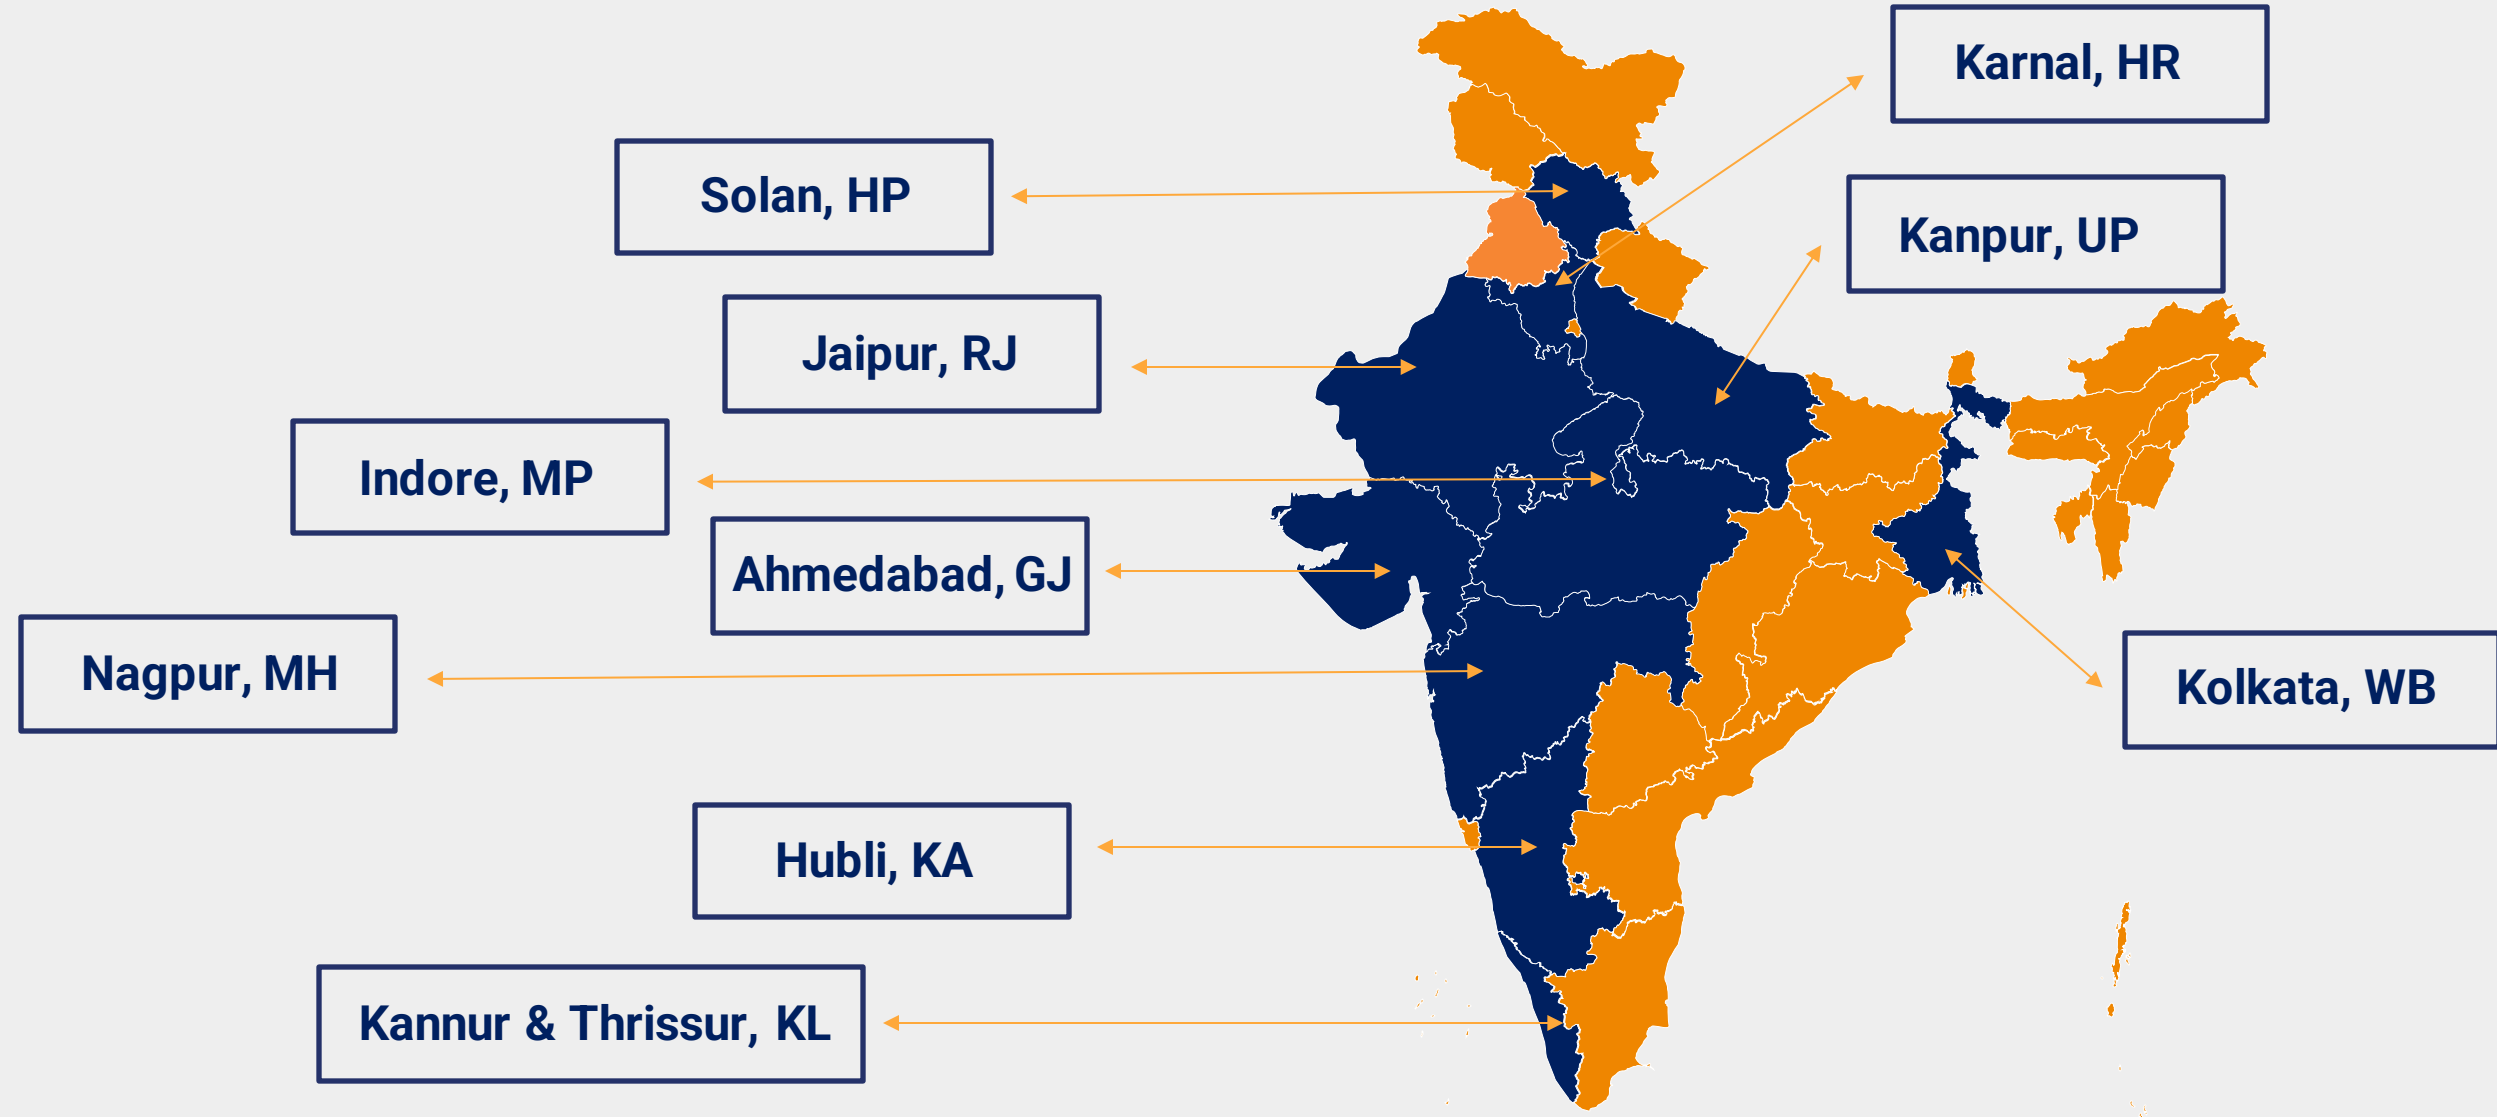 Karnal, HR
Solan, HP
Kanpur, UP
Jaipur, RJ
Indore, MP
Ahmedabad, GJ
Nagpur, MH
Kolkata, WB
Hubli, KA
Kannur & Thrissur, KL